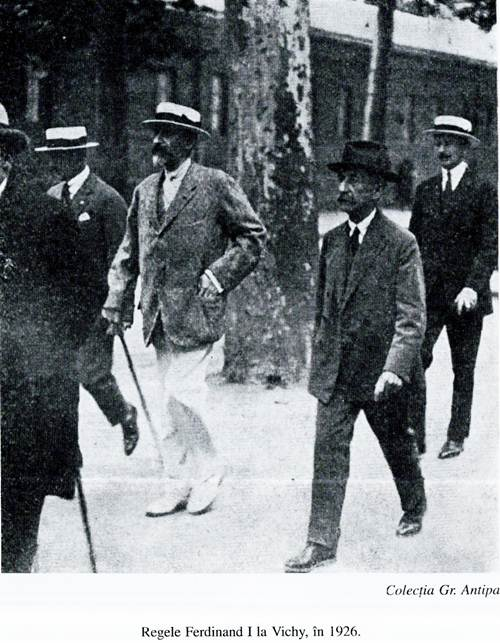 Colecția Gr. Antipa
Regele Ferdinand I la Vichy, în 1926.